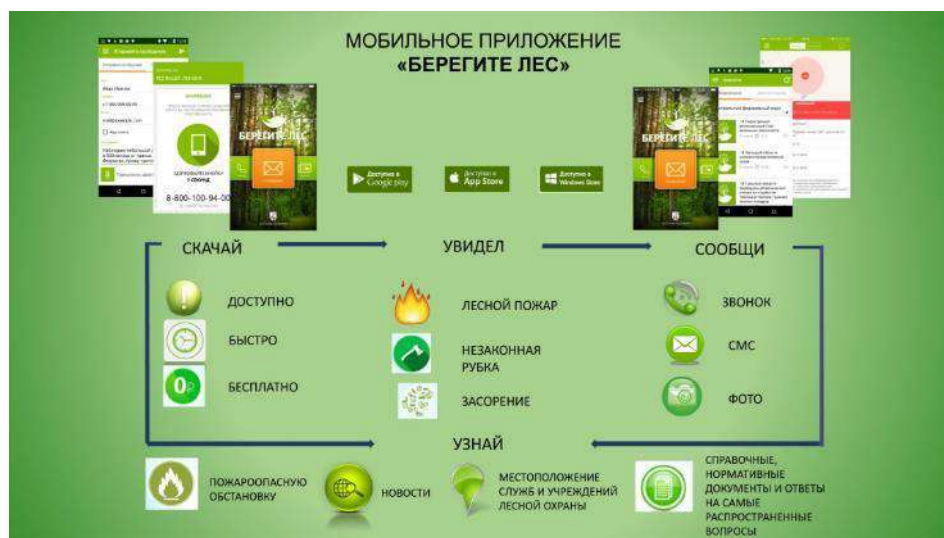 МОБИЛЬНОЕ ПРИЛОЖЕНИЕ
«БЕРЕГИТЕ ЛЕС»
8-800-100-94-00
БЕРЕГИТЕ ЛЕС
Доступно в
Google play
Доступно в
App Store
Доступно в
Windows Store
БЕРЕГИТЕ ЛЕС
СКАЧАЙ
УВИДЕЛ
СООБЩИ
ДОСТУПНО
ЛЕСНОЙ ПОЖАР
ЗВОНОК
БЫСТРО
НЕЗАКОННАЯ
РУБКА
СМС
0р
БЕСПЛАТНО
ЗАСОРЕНИЕ
ФОТО
УЗНАЙ
ПОЖАРООПАСНУЮ
ОБСТАНОВКУ
НОВОСТИ
МЕСТОПОЛОЖЕНИЕ
СЛУЖБ И УЧРЕЖДЕНИЙ
ЛЕСНОЙ ОХРАНЫ
СПРАВОЧНЫЕ,
НОРМАТИВНЫЕ
ДОКУМЕНТЫ И ОТВЕТЫ
НА САМЫЕ
РАСПРОСТРАНЕННЫЕ
ВОПРОСЫ